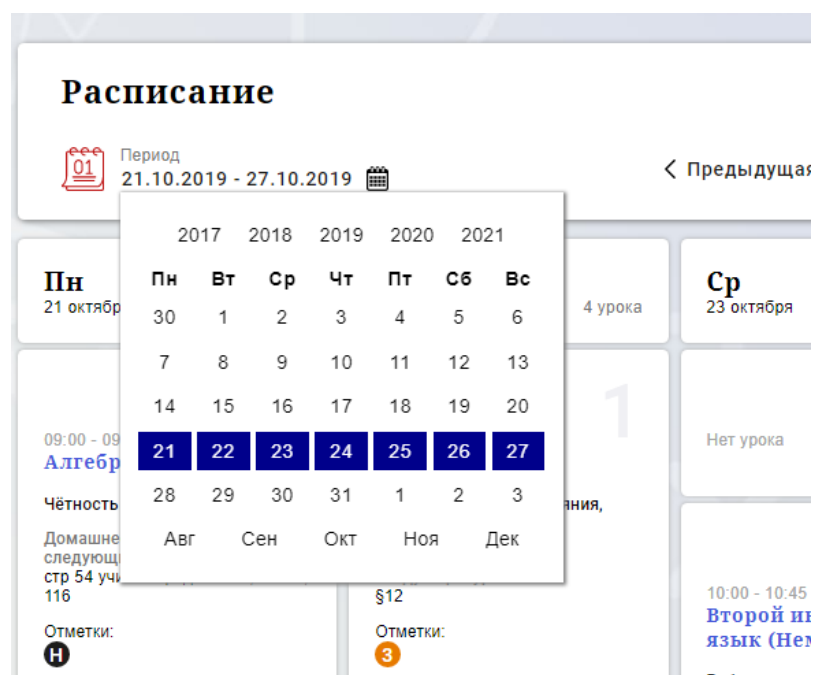 Расписание
01
Период
21.10.2019 - 27.10.2019
Предыдущая
2017 2018 2019 2020 2021
Пн Вт Ср Чт Пт Сб Вс
30 1 2 3 4 5 6
7 8 9 10 11 12 13
14 15 16 17 18 19 20
21 22 23 24 25 26 27
28 29 30 31 1 2 3
Авг Сен Окт Ноя Дек
Пн
21 октябр
4 урока
Ср
23 октября
09:00 - 09
Алгебр
Чётность
Домашне
следующ
стр 54 учи
116
Отметки:
Н
1
яния,
§12
Отметки:
3
Нет урока
10:00 - 10:45
Второй ин
язык (Нем